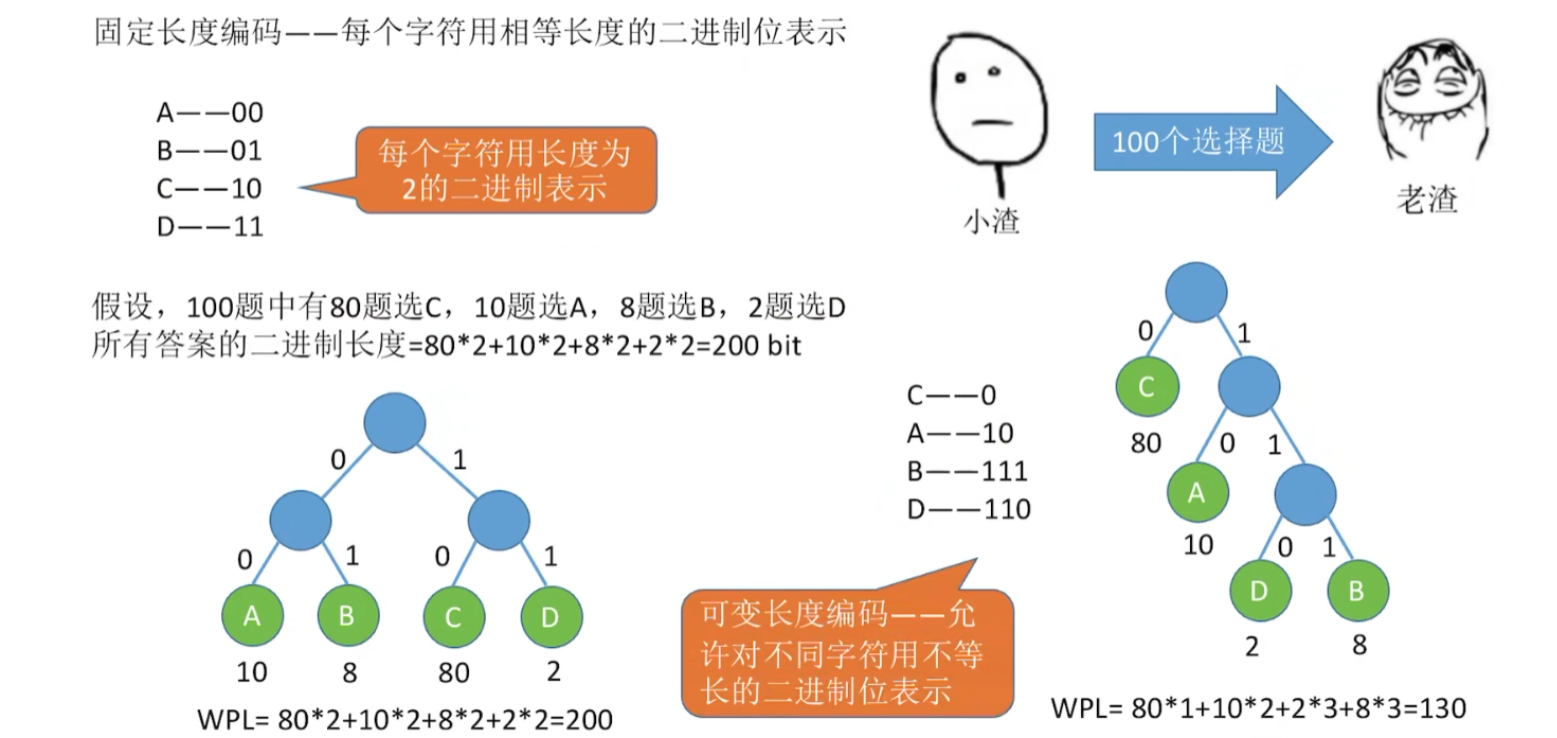 固定长度编码——每个字符用相等长度的二进制位表示
A——00
B——01
C——10
D——11
每个字符用长度为
2的二进制表示
100个选择题
小渣
老渣
假设，100题中有80题选C，10题选A，8题选B，2题选D
所有答案的二进制长度=80*2+10*2+8*2+2*2=200 bit
0
1
0
1
0
1
A
B
C
D
10
8
80
2
WPL= 80*2+10*2+8*2+2*2=200
C——0
A——10
B——111
D——110
可变长度编码——允
许对不同字符用不等
长的二进制位表示
0
1
C
80
0
1
A
10
0
1
D
B
2
8
WPL= 80*1+10*2+2*3+8*3=130